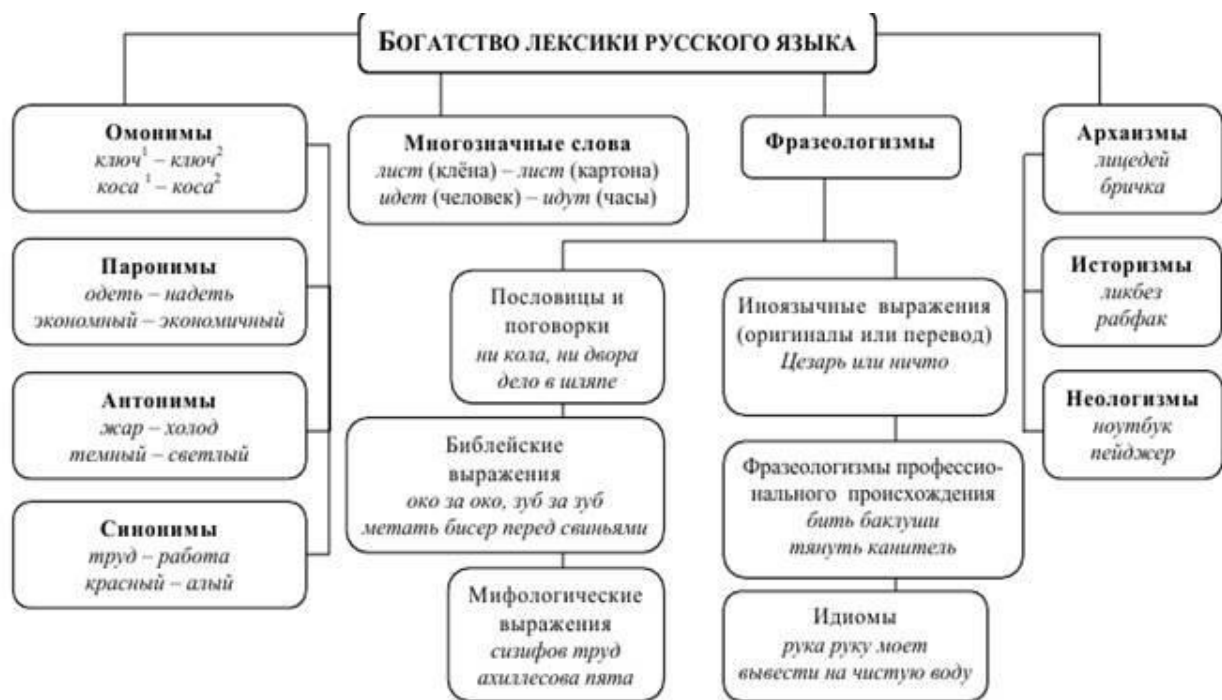 БОГАТСТВО ЛЕКСИКИ РУССКОГО ЯЗЫКА
Омонимы
ключ¹ – ключ²
коса ¹ – коса²
Паронимы
одеть – надеть
экономный – экономичный
Антонимы
жар – холод
темный – светлый
Синонимы
труд – работа
красный – алый
Многозначные слова
лист (клёна) – лист (картона)
идет (человек) – идут (часы)
Фразеологизмы
Пословицы и
поговорки
ни кола, ни двора
дело в шляпе
Библейские
выражения
око за око, зуб за зуб
метать бисер перед свиньями
Мифологические
выражения
сизифов труд
ахиллесова пята
Иноязычные выражения
(оригиналы или перевод)
Цезарь или ничто
Фразеологизмы профессио-
нального происхождения
бить баклуши
тянуть канитель
Идиомы
рука руку моет
вывести на чистую воду
Архаизмы
лицедей
бричка
Историзмы
ликбез
рабфак
Неологизмы
ноутбук
пейджер